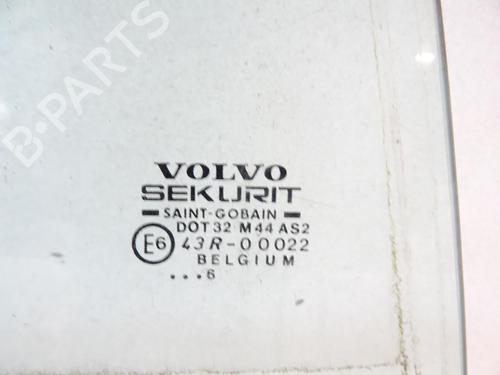 B-PARTS
VOLVO
SEKURIT
SAINT-GOBAIN
DOT 32 M44 AS2
E6 43R-00022
BELGIUM
...6